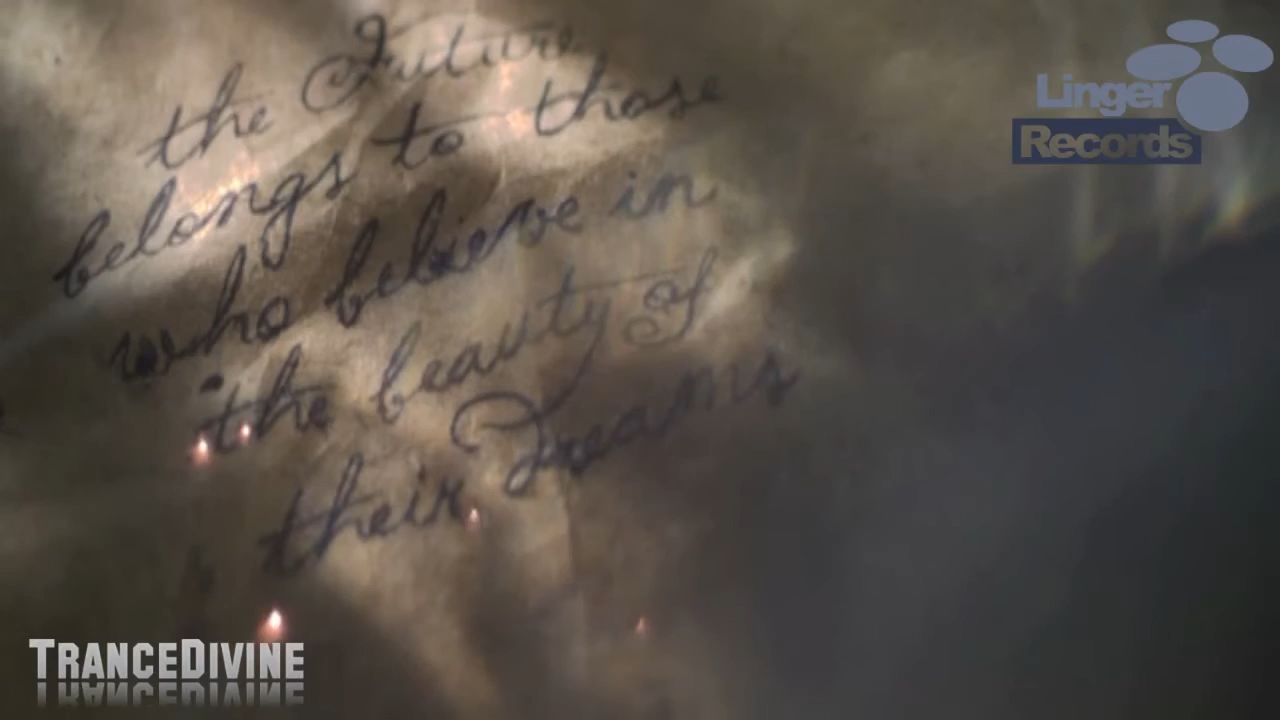 the Future
belongs to those
who believe in
the beauty of
their Dreams
Linger
Records
TRANCEDIVINE